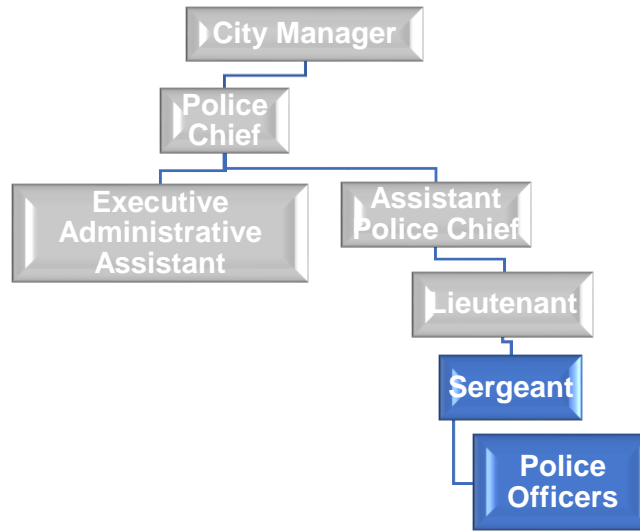 City Manager
Police
Chief
Executive
Administrative
Assistant
Assistant
Police Chief
Lieutenant
Sergeant
Police
Officers